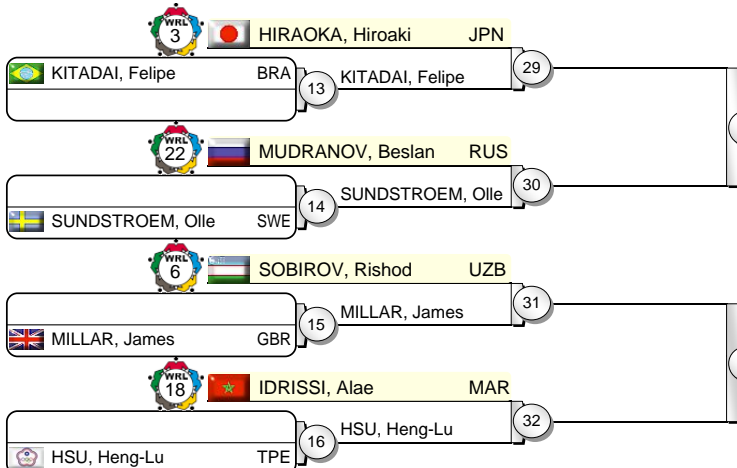 WRL 3 HIRAOKA, Hiroaki JPN
KITADAI, Felipe BRA
13 KITADAI, Felipe 29
WRL 22 MUDRANOV, Beslan RUS
14 SUNDSTROEM, Olle 30
SUNDSTROEM, Olle SWE
WRL 6 SOBIROV, Rishod UZB
15 MILLAR, James 31
MILLAR, James GBR
WRL 18 IDRISSI, Alae MAR
16 HSU, Heng-Lu 32
HSU, Heng-Lu TPE